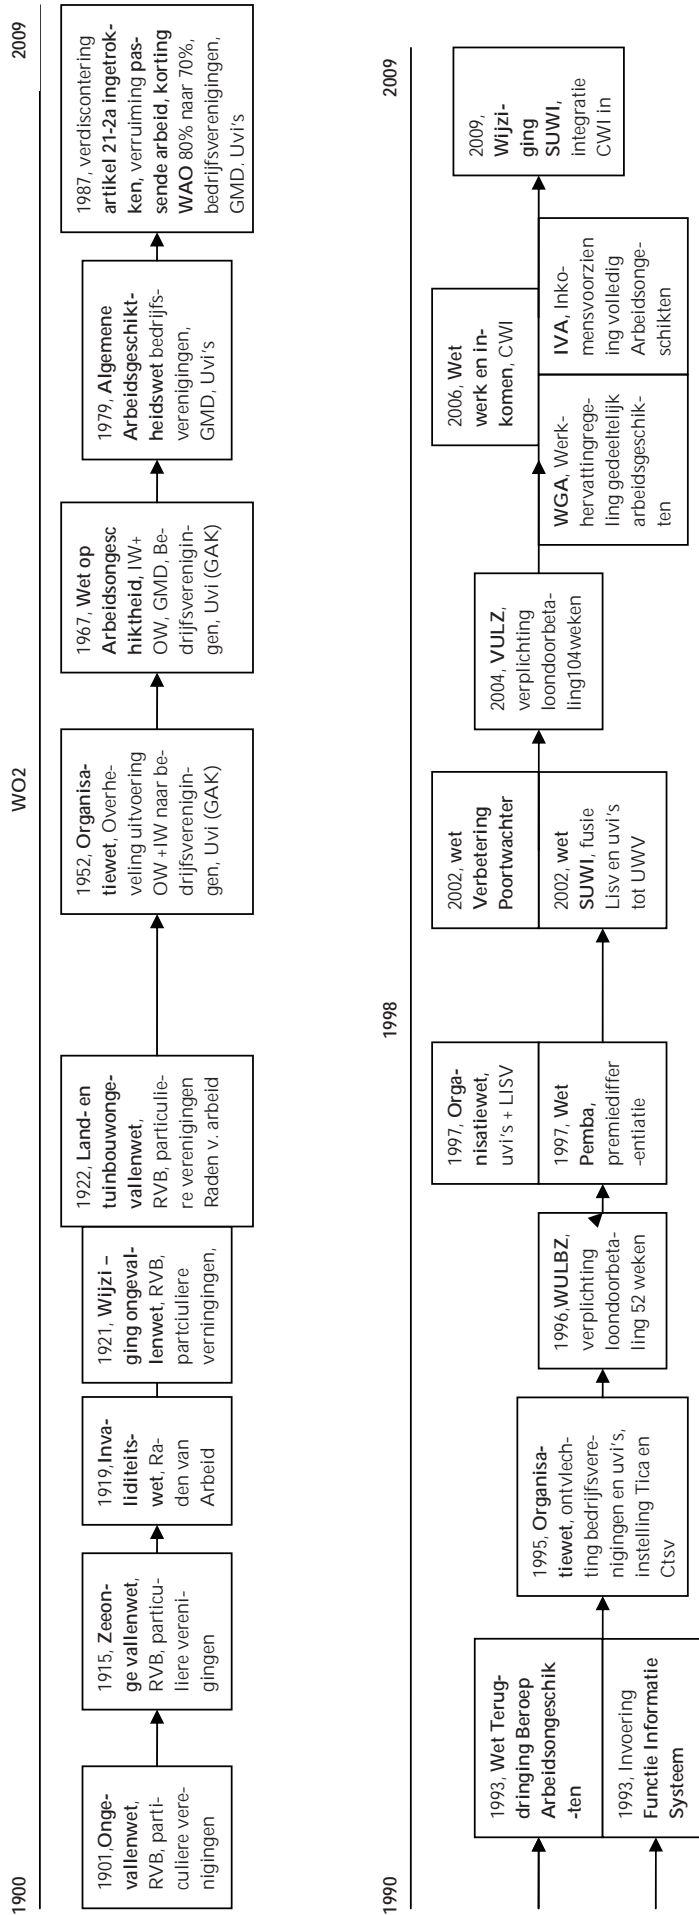 1900
WO2
2009
1901,Onge-
vallenwet,
RVB, parti-
culiere vere-
nigingen
1915, Zeeon-
ge vallenwet,
RVB, particu-
liere vereni-
gingen
1919,Inva-
liditeits-
wet, Ra-
den van
Arbeid
1921, Wijzi –
ging ongeval-
lenwet, RVB,
partciuliere
verningingen,
1922, Land- en
tuinbouwonge-
vallenwet,
RVB, particulie-
re verenigingen
Raden v. arbeid
1952, Organisa-
tiewet, Overhe-
veling uitvoering
OW +IW naar be-
drijfsverenigin-
gen, Uvi (GAK)
1967, Wet op
Arbeidsongesc
hiktheid, IW+
OW, GMD, Be-
drijfsverenigin-
gen, Uvi (GAK)
1979, Algemene
Arbeidsgeschikt-
heidswet bedrijfs-
verenigingen,
GMD, Uvi's
1987, verdiscontering
artikel 21-2a ingetrok-
ken, verruiming pas-
sende arbeid, korting
WAO 80% naar 70%,
bedrijfsverenigingen,
GMD, Uvi's
1990
1998
2009
1993, Wet Terug-
dringing Beroep
Arbeidsongeschik
-ten
1993, Invoering
Functie Informatie
Systeem
1995, Organisa-
tiewet, ontvlech-
ting bedrijfsvere-
nigingen en uvi's,
instelling Tica en
Ctsv
1996,WULBZ,
verplichting
loondoorbeta-
ling 52 weken
1997, Orga-
nisatiewet,
uvi's + LISV
1997, Wet
Pemba,
premiediffer
-entiatie
2002, wet
Verbetering
Poortwachter
2002, wet
SUWI, fusie
Lisv en uvi's
tot UWV
2004, VULZ,
verplichting
loondoorbeta-
ling104weken
2006, Wet
werk en in-
komen, CWI
WGA, Werk-
hervattingrege-
ling gedeeltelijk
arbeidsgeschik-
ten
IVA, Inko-
mensvoorzien
ing volledig
Arbeidsonge-
schikten
2009,
Wijzi-
ging
SUWI,
integratie
CWI in